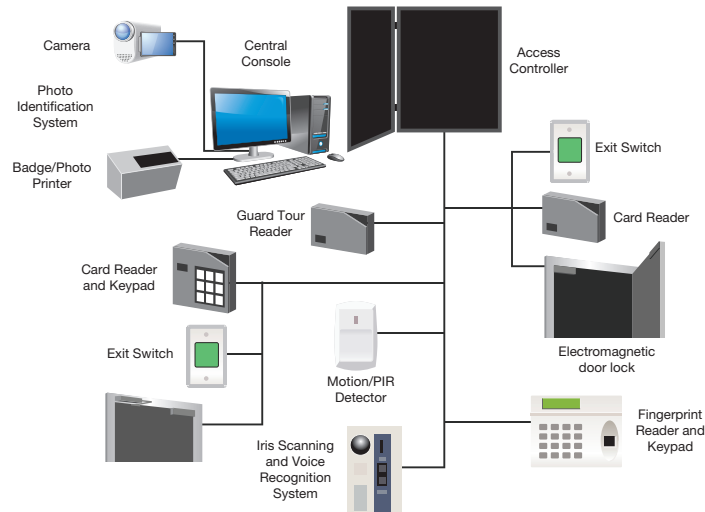 Camera
Central
Console
Access
Controller
Photo
Identification
System
Badge/Photo
Printer
Exit Switch
Guard Tour
Reader
Card Reader
Card Reader
and Keypad
Exit Switch
Electromagnetic
door lock
Motion/PIR
Detector
Fingerprint
Reader and
Keypad
Iris Scanning
and Voice
Recognition
System